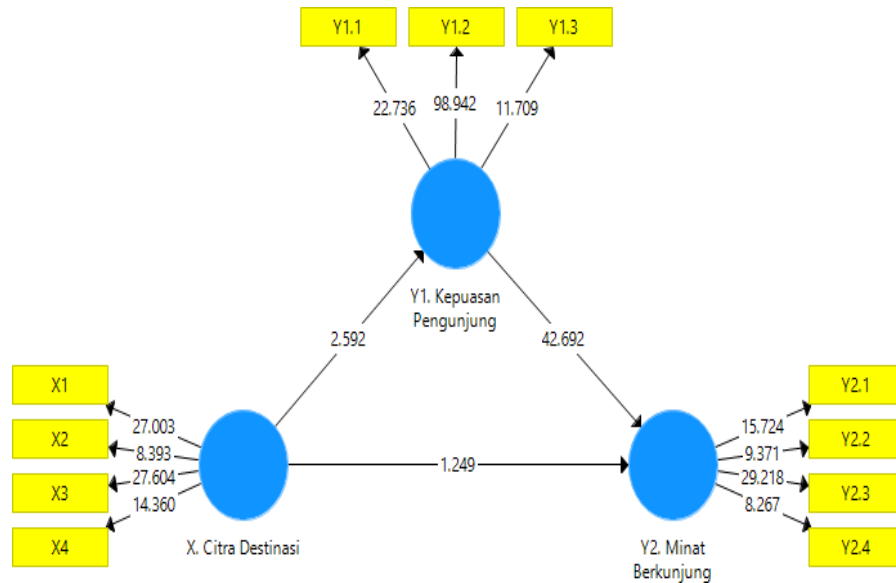 Y1.1
Y1.2
Y1.3
22.736
98.942
11.709
Y1. Kepuasan
Pengunjung
2.592
42.692
X1
X2
X3
X4
27.003
8.393
27.604
14.360
X. Citra Destinasi
1.249
Y2.1
Y2.2
Y2.3
Y2.4
15.724
9.371
29.218
8.267
Y2. Minat
Berkunjung